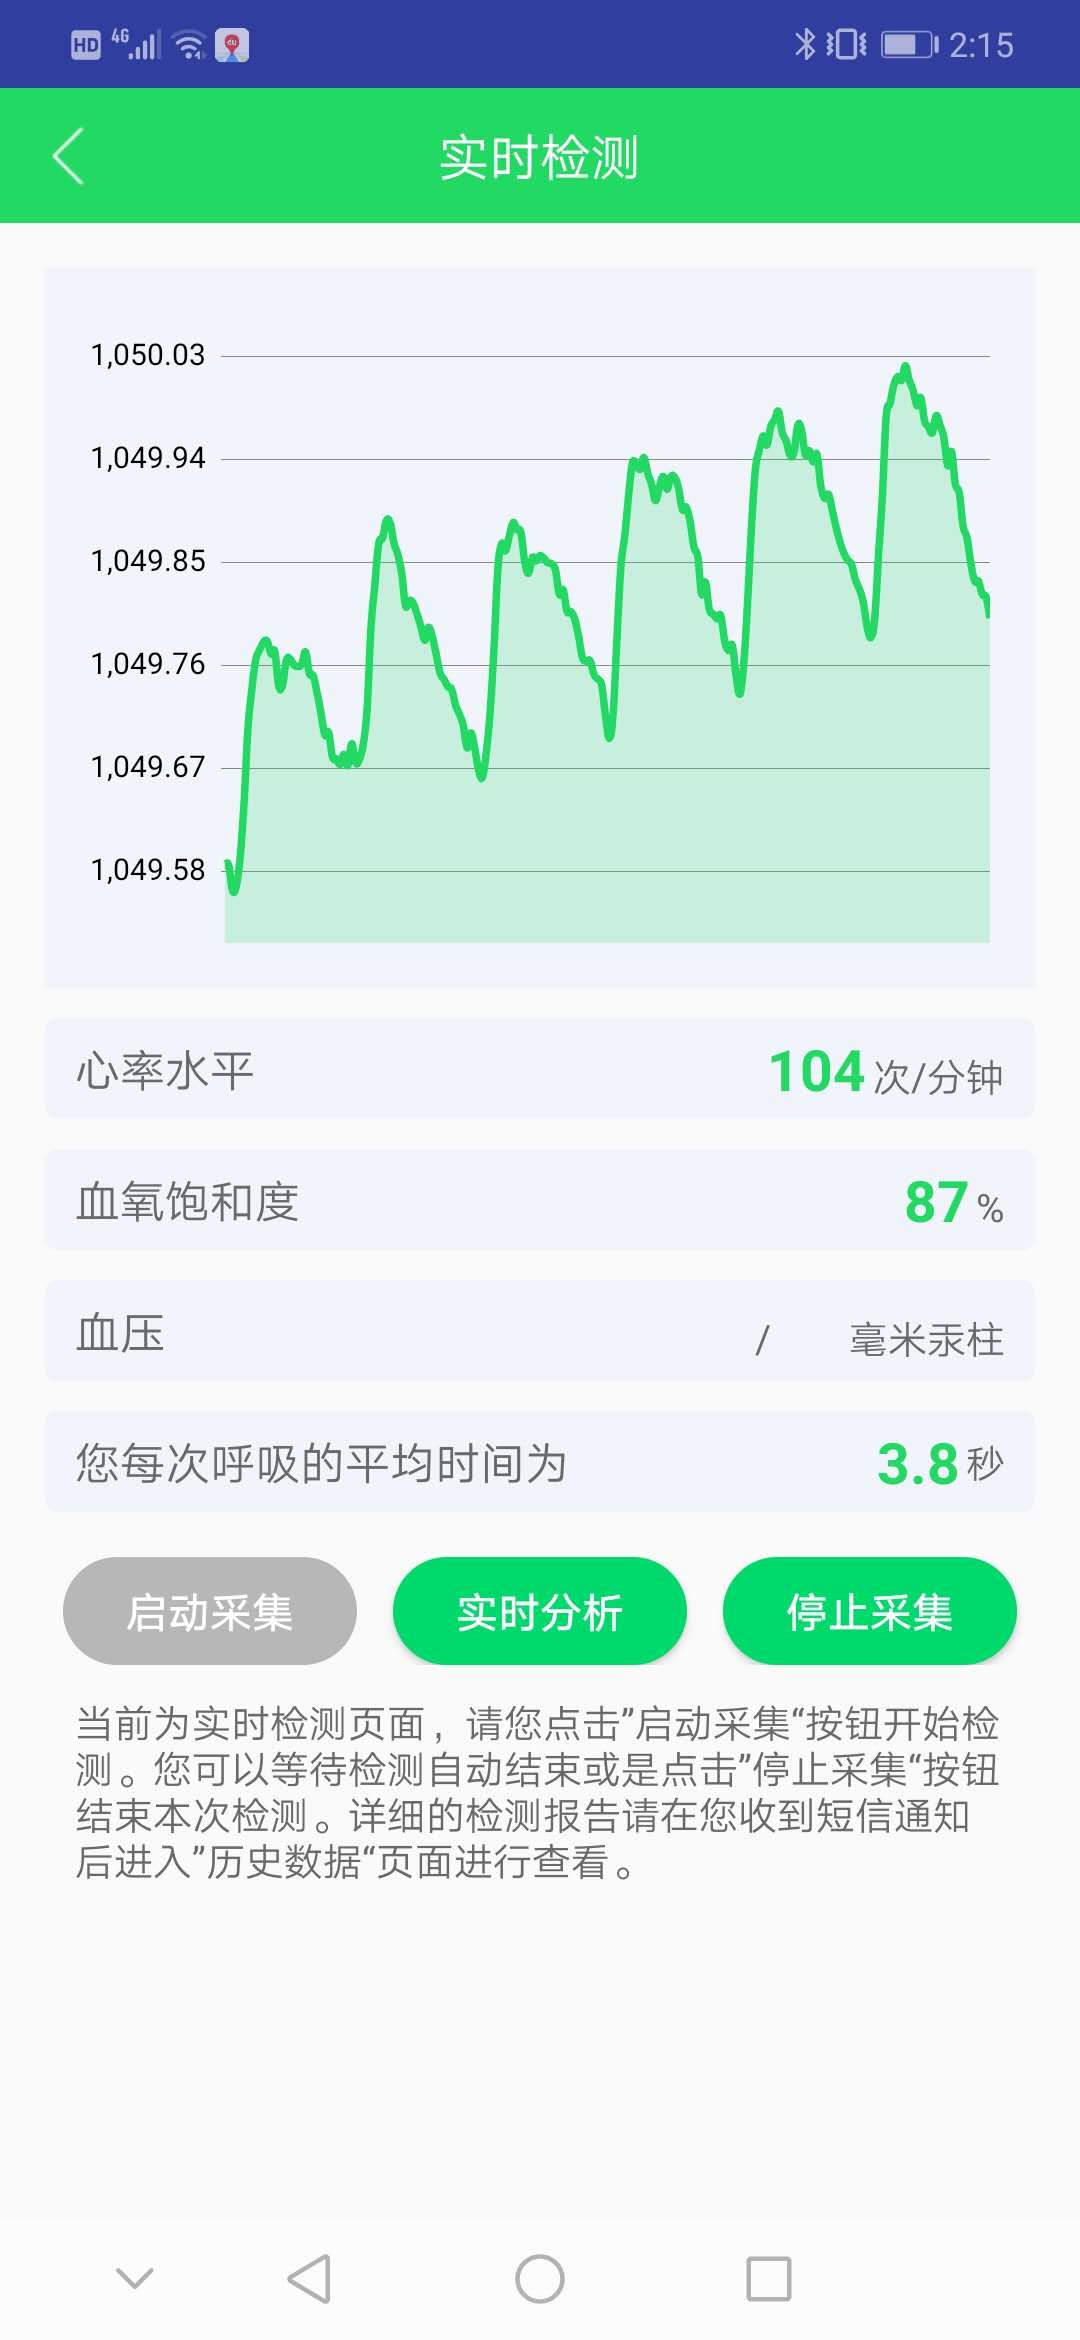 HD 4G 2:15
实时检测
1,050.03
1,049.94
1,049.85
1,049.76
1,049.67
1,049.58
心率水平 104 次/分钟
血氧饱和度 87 %
血压 / 毫米汞柱
您每次呼吸的平均时间为 3.8 秒
启动采集 实时分析 停止采集
当前为实时检测页面，请您点击”启动采集“按钮开始检
测。您可以等待检测自动结束或是点击”停止采集“按钮
结束本次检测。详细的检测报告请在您收到短信通知
后进入”历史数据“页面进行查看。